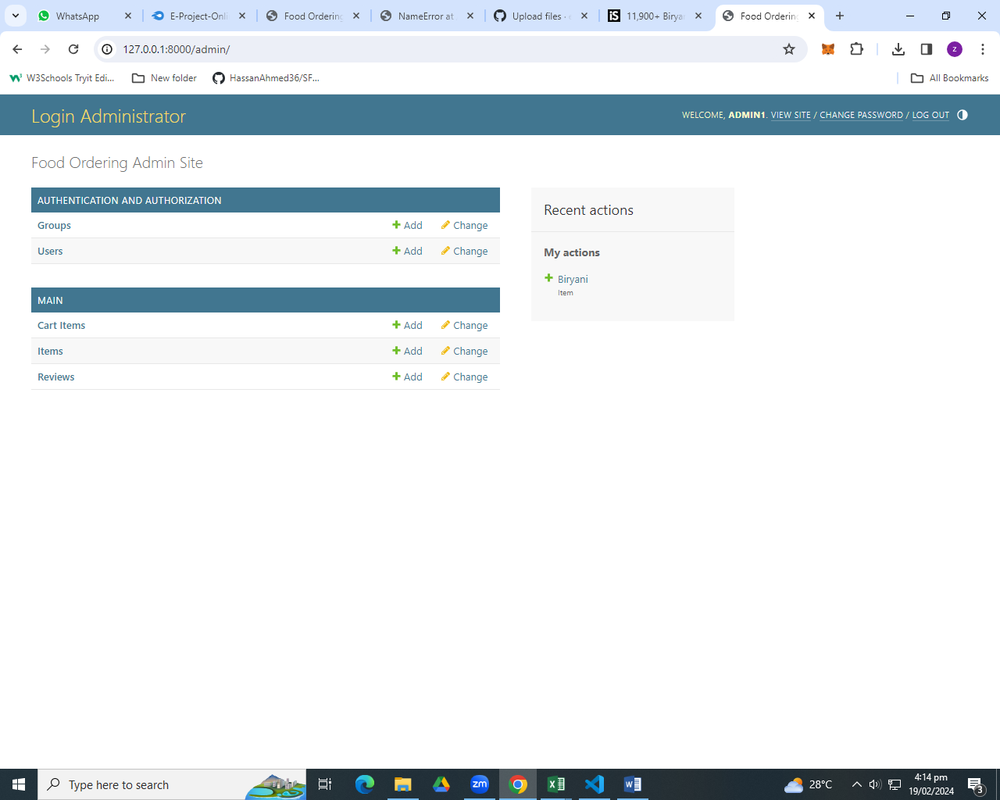 WhatsApp
E-Project-Onli
Food Ordering
NameError at
Upload files ·
11,900+ Birya
Food Ordering
127.0.0.1:8000/admin/
z
W3Schools Tryit Edi...
New folder
HassanAhmed36/SF...
All Bookmarks
Login Administrator
WELCOME, ADMIN1. VIEW SITE / CHANGE PASSWORD / LOG OUT
Food Ordering Admin Site
AUTHENTICATION AND AUTHORIZATION
Groups Add Change
Users Add Change
MAIN
Cart Items Add Change
Items Add Change
Reviews Add Change
Recent actions
My actions
Biryani
Item
Type here to search
zm
28°C
4:14 pm
19/02/2024
3